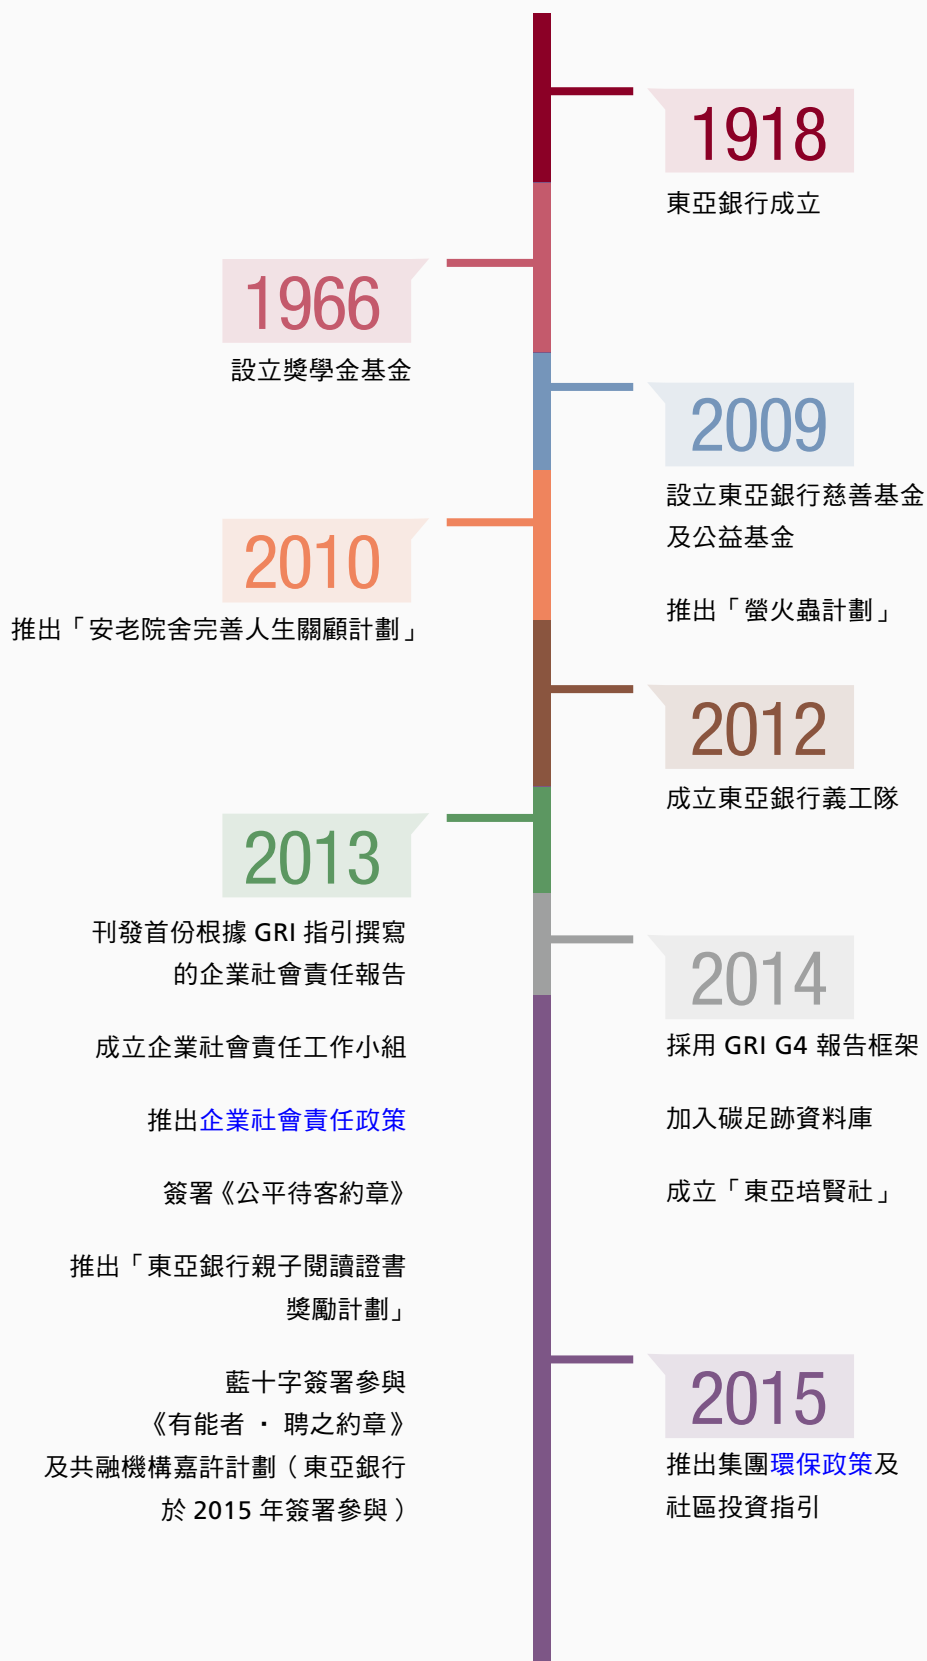 1918
東亞銀行成立
1966
設立獎學金基金
2009
設立東亞銀行慈善基金
及公益基金
推出「螢火蟲計劃」
2010
推出「安老院舍完善人生關顧計劃」
2012
成立東亞銀行義工隊
2013
刊發首份根據 GRI 指引撰寫
的企業社會責任報告
成立企業社會責任工作小組
推出企業社會責任政策
簽署《公平待客約章》
推出「東亞銀行親子閱讀證書
獎勵計劃」
藍十字簽署參與
《有能者 ・ 聘之約章》
及共融機構嘉許計劃（東亞銀行
於 2015 年簽署參與）
2014
採用 GRI G4 報告框架
加入碳足跡資料庫
成立「東亞培賢社」
2015
推出集團環保政策及
社區投資指引